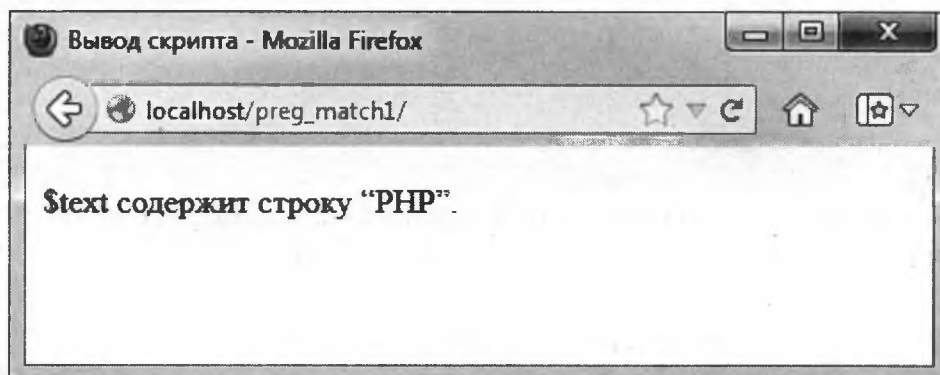 Вывод скрипта - Mozilla Firefox
localhost/preg_match1/
$text содержит строку “PHP”.